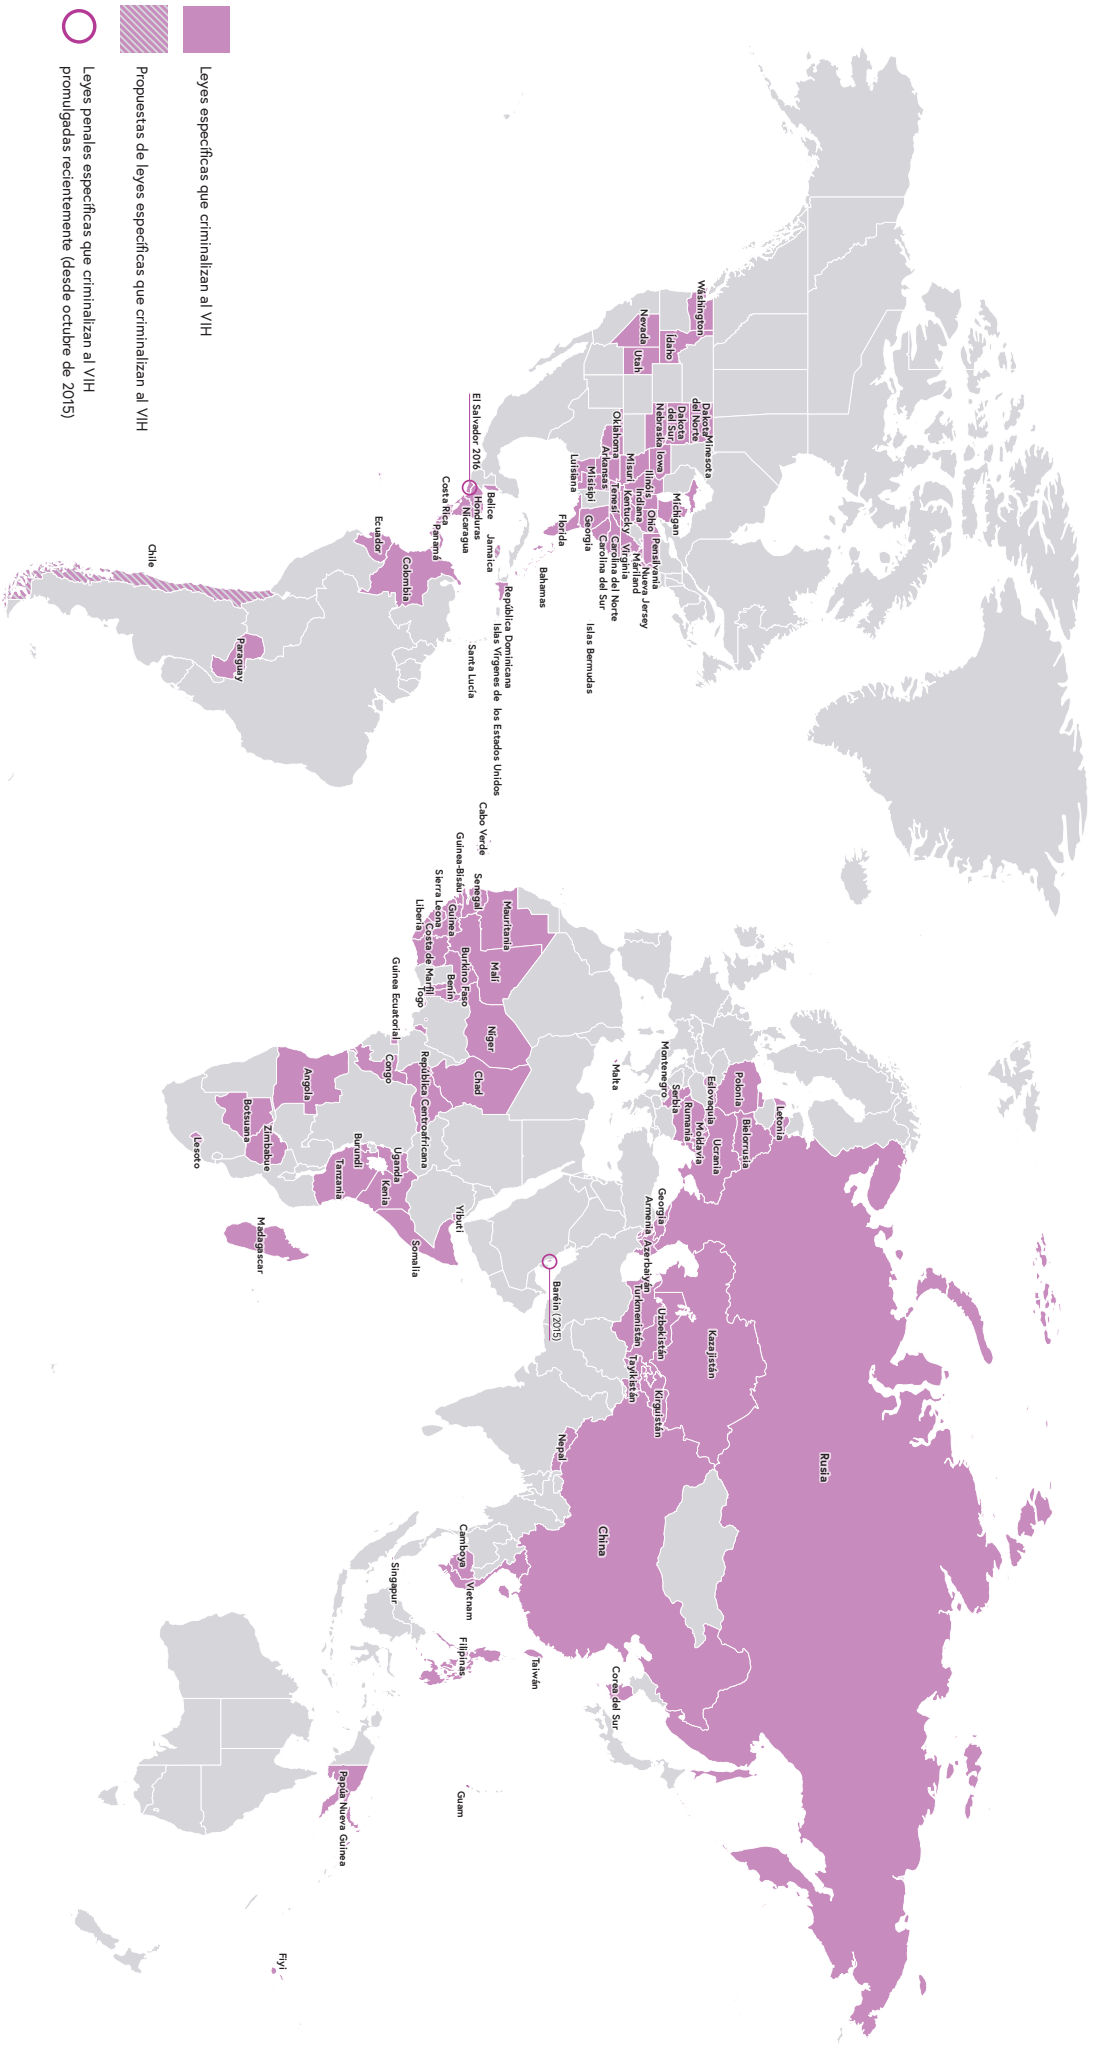 Washington
Nevada
Idaho
Utah
Dakota
del Norte
Minesota
Dakota
del Sur
Nebraska
Iowa
Oklahoma
Misuri
Illinois
Indiana
Míchigan
Ohio
Pensilvania
Nueva Jersey
Mariland
Virginia
Kentucky
Tenesí
Arkansas
Carolina del Norte
Carolina del Sur
Georgia
Misisipi
Luisiana
Florida
Islas Bermudas
Bahamas
República Dominicana
Islas Vírgenes de los Estados Unidos
Jamaica
Belice
El Salvador 2016
Honduras
Nicaragua
Santa Lucía
Costa Rica
Panamá
Colombia
Ecuador
Paraguay
Chile
Cabo Verde
Mauritania
Senegal
Malí
Níger
Chad
Guinea-Bisáu
Guinea
Burkino Faso
Benín
Sierra Leona
Costa de Marfil
Liberia
Togo
República Centroafricana
Guinea Ecuatorial
Congo
Uganda
Kenia
Burundi
Tanzania
Angola
Zimbabue
Botsuana
Lesoto
Madagascar
Somalia
Yibuti
Malta
Letonia
Polonia
Bielorrusia
Eslovaquia
Ucrania
Moldavia
Rumania
Serbia
Montenegro
Georgia
Armenia
Azerbaiyán
Turkmenistán
Uzbekistán
Tayikistán
Kirguistán
Kazajistán
Rusia
Baréin (2015)
Nepal
China
Camboya
Vietnam
Singapur
Filipinas
Taiwán
Corea del Sur
Guam
Papúa Nueva Guinea
Fiyi
Leyes específicas que criminalizan al VIH
Propuestas de leyes específicas que criminalizan al VIH
Leyes penales específicas que criminalizan al VIH
promulgadas recientemente (desde octubre de 2015)